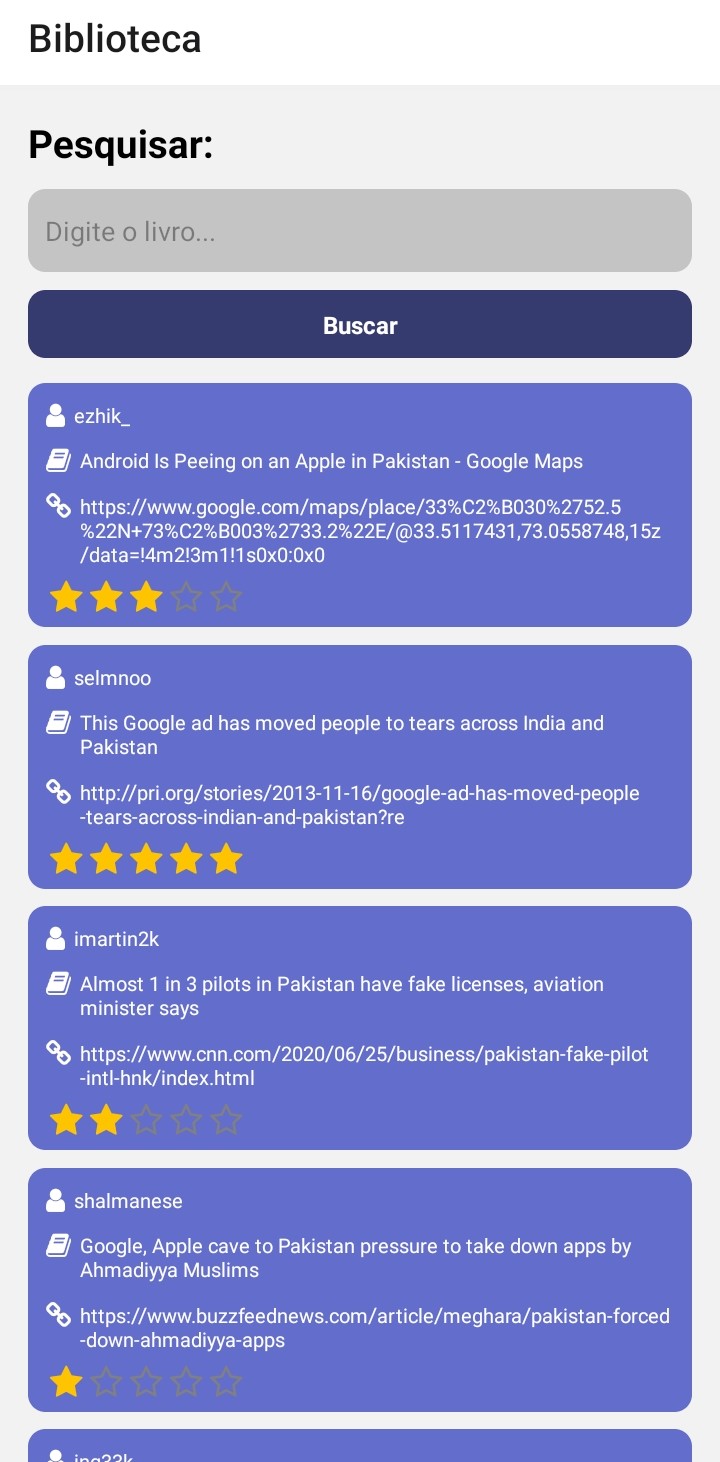 Biblioteca
Pesquisar:
Digite o livro...
Buscar
ezhik_
Android Is Peeing on an Apple in Pakistan - Google Maps
https://www.google.com/maps/place/33%C2%B030%2752.5
%22N+73%C2%B003%2733.2%22E/@33.5117431,73.0558748,15z
/data=!4m2!3m1!1s0x0:0x0
selmnoo
This Google ad has moved people to tears across India and
Pakistan
http://pri.org/stories/2013-11-16/google-ad-has-moved-people
-tears-across-indian-and-pakistan?re
imartin2k
Almost 1 in 3 pilots in Pakistan have fake licenses, aviation
minister says
https://www.cnn.com/2020/06/25/business/pakistan-fake-pilot
-intl-hnk/index.html
shalmanese
Google, Apple cave to Pakistan pressure to take down apps by
Ahmadiyya Muslims
https://www.buzzfeednews.com/article/meghara/pakistan-forced
-down-ahmadiyya-apps